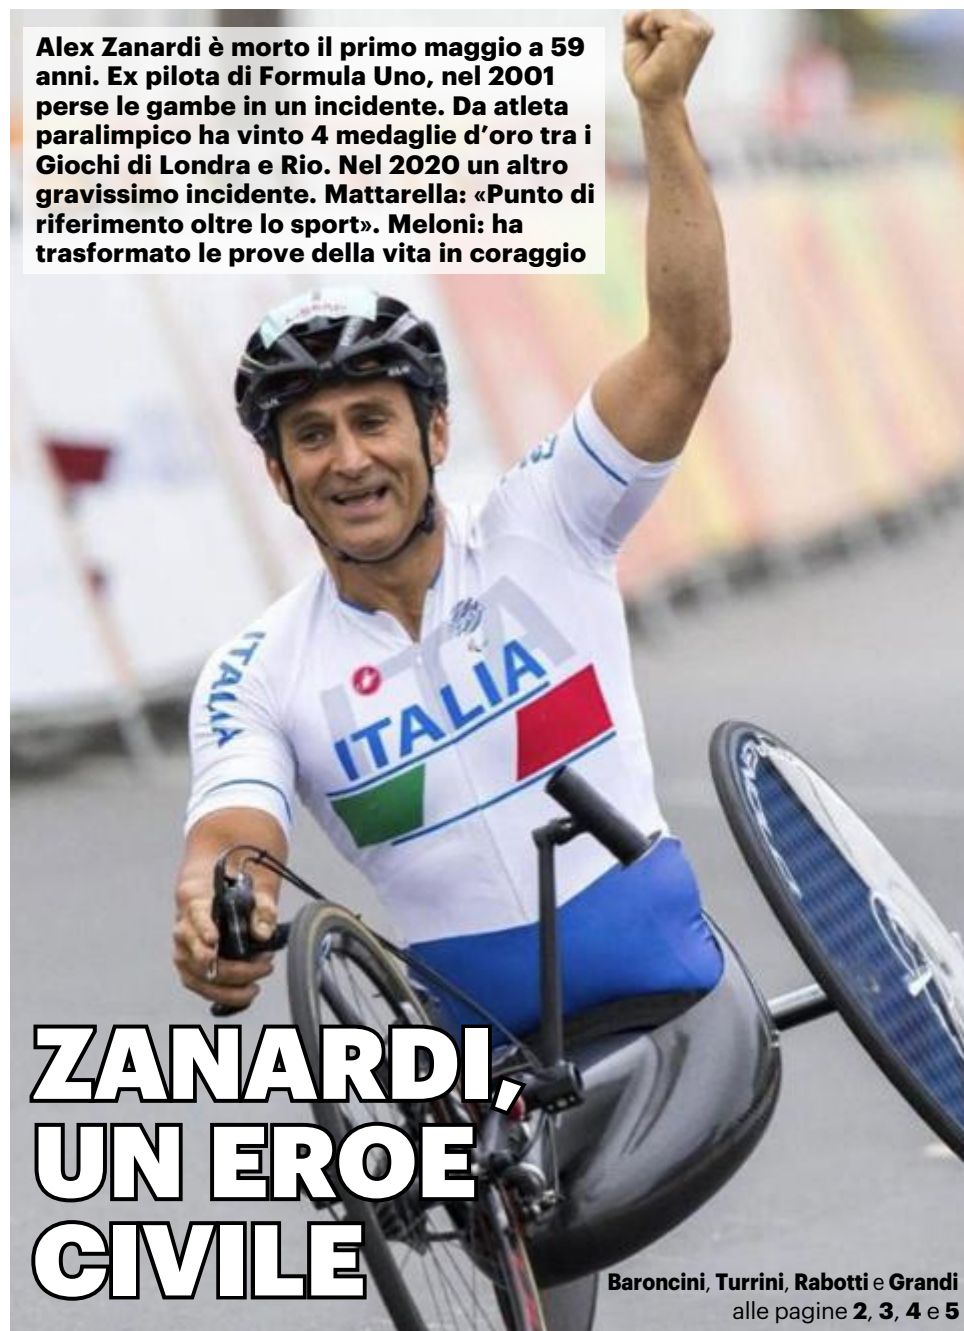 Alex Zanardi è morto il primo maggio a 59
anni. Ex pilota di Formula Uno, nel 2001
perse le gambe in un incidente. Da atleta
paralimpico ha vinto 4 medaglie d’oro tra i
Giochi di Londra e Rio. Nel 2020 un altro
gravissimo incidente. Mattarella: «Punto di
riferimento oltre lo sport». Meloni: ha
trasformato le prove della vita in coraggio
ITALIA
ITA
ITALIA
ZANARDI,
UN EROE
CIVILE
Baroncini, Turrini, Rabotti e Grandi
alle pagine 2, 3, 4 e 5